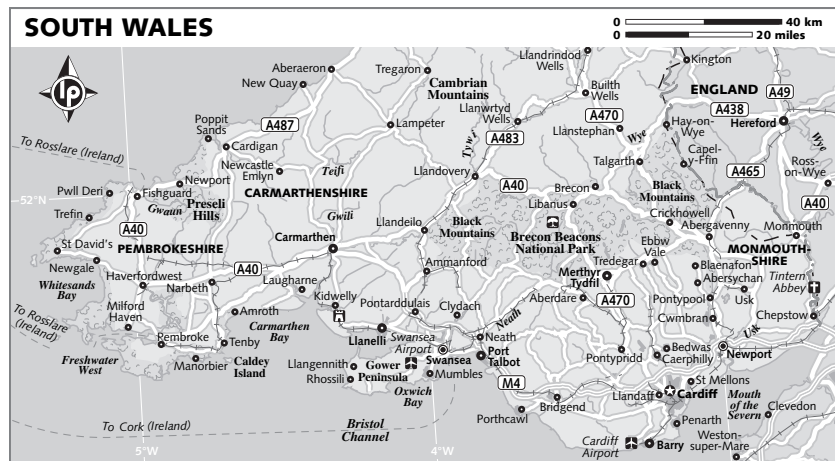 SOUTH WALES
0 40 km
0 20 miles
lp
Aberaeron
New Quay
Tregaron
Cambrian
Mountains
Llandrindod
Wells
Builth
Wells
Kington
ENGLAND
A49
A438
A470
Hereford
Poppit
Sands
A487
Lampeter
Llanwrtyd
Wells
A483
Llanstephan
Wye
Hay-on-
Wye
Capel-
y-Ffin
Wye
To Rosslare (Ireland)
Cardigan
Newcastle
Emlyn
Teifi
Tywi
Talgarth
A465
Ross-
on-Wye
52°N
Pwll Deri
Fishguard
Newport
Gwaun
Preseli
Hills
CARMARTHENSHIRE
Gwili
Llandovery
A40
Brecon
Libanus
Black
Mountains
A40
Trefin
A40
Llandeilo
Black
Mountains
Brecon Beacons
National Park
Crickhowell
Abergavenny
Monmouth
St David's
PEMBROKESHIRE
Carmarthen
Newgale
Whitesands
Bay
Haverfordwest
Narbeth
A40
Ammanford
Merthyr
Tydfil
Tredegar
Ebbw
Vale
MONMOUTH-
SHIRE
Blaenafon
Abersychan
Tintern
Abbey
Laugharne
Kidwelly
Pontarddulais
Clydach
Aberdare
A470
Pontypool
Usk
To Rosslare
(Ireland)
Milford
Haven
Amroth
Carmarthen
Bay
Neath
Cwmbran
Usk
Chepstow
Pembroke
Tenby
Llanelli
Swansea
Airport
Neath
Freshwater
West
Manorbier
Caldey
Island
Llangennith
Rhossili
Gower
Peninsula
Swansea
Mumbles
Port
Talbot
Pontypridd
Bedwas
Caerphilly
Newport
Oxwich
Bay
M4
St Mellons
Llandaff
Cardiff
Mouth of
the Severn
Clevedon
Porthcawl
Bridgend
Penarth
To Cork (Ireland)
Bristol
Channel
Cardiff
Airport
Barry
Weston-
super-Mare
5°W
4°W